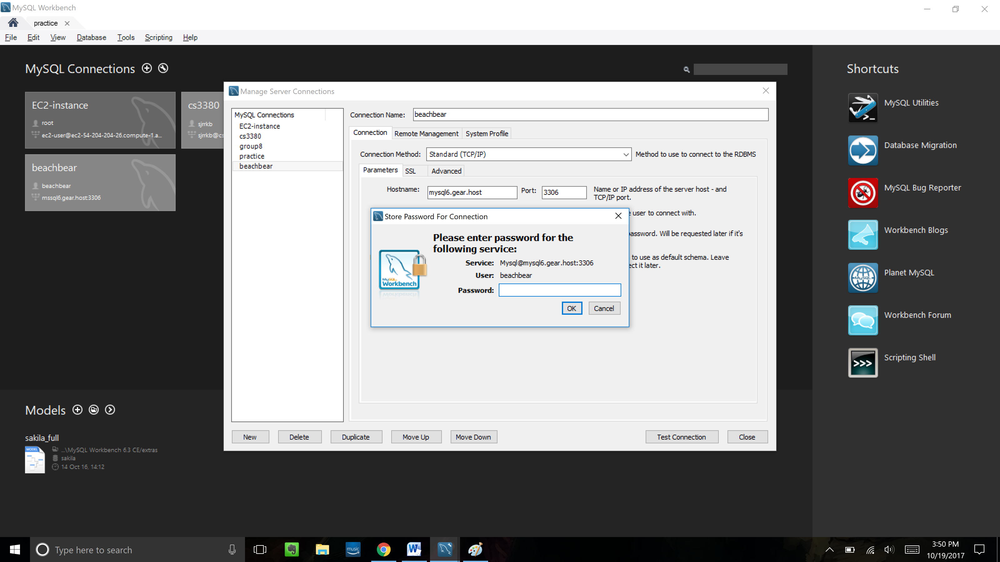 MySQL Workbench
practice
File Edit View Database Tools Scripting Help
MySQL Connections
EC2-instance
root
ec2-user@ec2-54-204-204-26.compute-1.a...
cs3380
sjrrkb
sjrrkb@cs
beachbear
beachbear
mssql6.gear.host:3306
Manage Server Connections
MySQL Connections
EC2-instance
cs3380
group8
practice
beachbear
Connection Name: beachbear
Connection Remote Management System Profile
Connection Method: Standard (TCP/IP) Method to use to connect to the RDBMS
Parameters SSL Advanced
Hostname: mysql6.gear.host Port: 3306 Name or IP address of the server host - and
TCP/IP port.
user to connect with.
assword. Will be requested later if it's
to use as default schema. Leave
ect it later.
Store Password For Connection
Please enter password for the
following service:
Service: Mysql@mysql6.gear.host:3306
User: beachbear
Password:
MySQL
Workbench
OK Cancel
New Delete Duplicate Move Up Move Down Test Connection Close
Shortcuts
MySQL Utilities
Database Migration
MySQL Bug Reporter
Workbench Blogs
Planet MySQL
MySQL
Workbench Forum
Scripting Shell
>>>
Models
sakila_full
MODEL
...\MySQL Workbench 6.3 CE/extras
sakila
14 Oct 16, 14:12
Type here to search
music
W
3:50 PM
10/19/2017